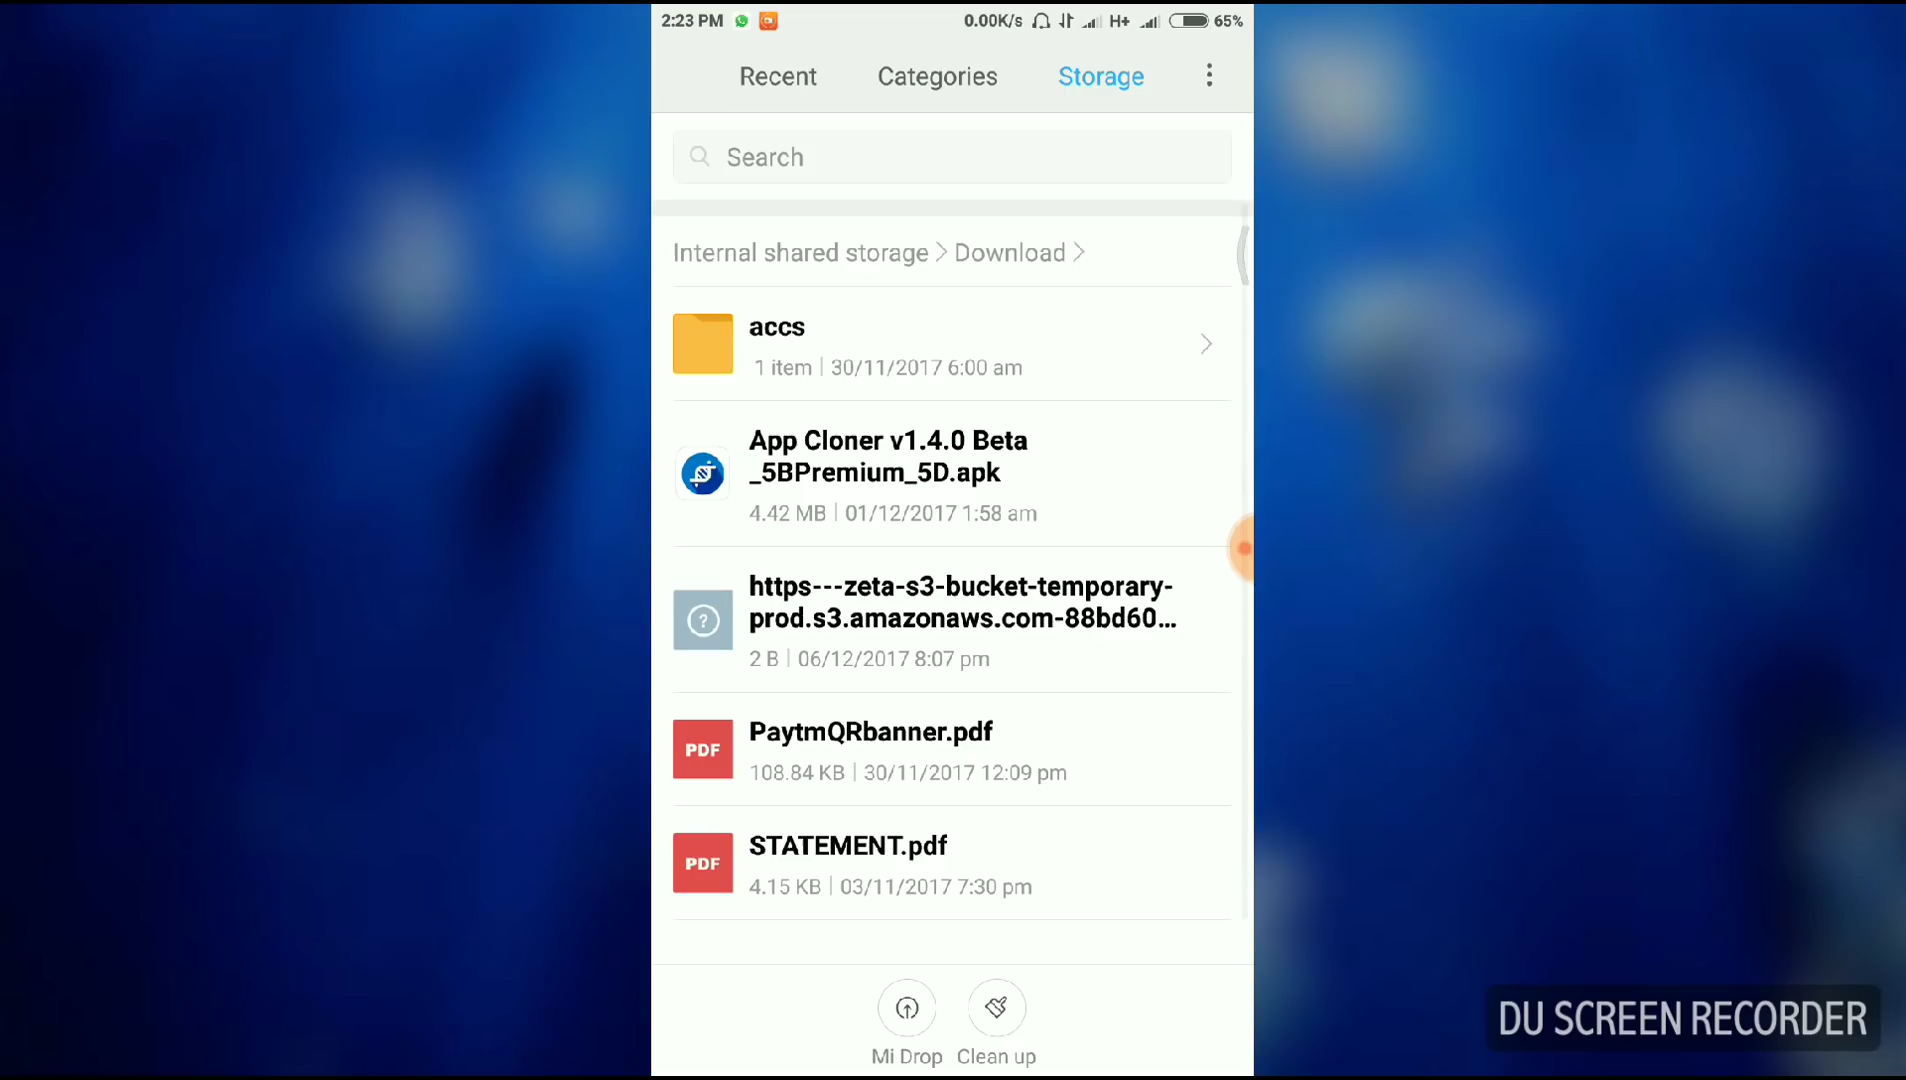 2:23 PM 0.00K/s H+ 65%
Recent Categories Storage
Search
Internal shared storage > Download >
accs
1 item | 30/11/2017 6:00 am
App Cloner v1.4.0 Beta
_5BPremium_5D.apk
4.42 MB | 01/12/2017 1:58 am
https---zeta-s3-bucket-temporary-
prod.s3.amazonaws.com-88bd60...
?
2 B | 06/12/2017 8:07 pm
PDF
PaytmQRbanner.pdf
108.84 KB | 30/11/2017 12:09 pm
PDF
STATEMENT.pdf
4.15 KB | 03/11/2017 7:30 pm
Mi Drop Clean up
DU SCREEN RECORDER